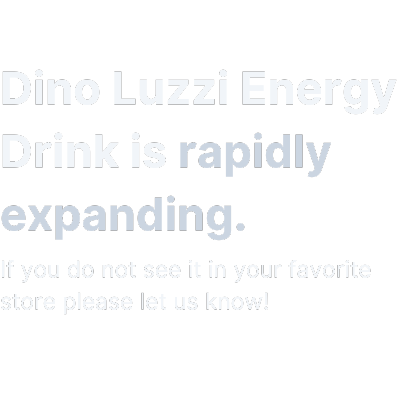 Dino Luzzi Energy
Drink is rapidly
expanding.
If you do not see it in your favorite
store please let us know!